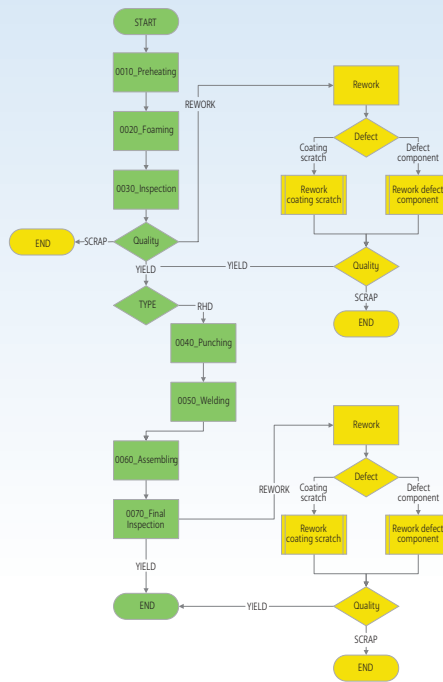 START
0010_Preheating
0020_Foaming
0030_Inspection
Quality
SCRAP
END
REWORK
Rework
Defect
Coating
scratch
Defect
component
Rework
coating scratch
Rework defect
component
Quality
YIELD
SCRAP
END
YIELD
TYPE
RHD
0040_Punching
0050_Welding
0060_Assembling
0070_Final
Inspection
REWORK
Rework
Defect
Coating
scratch
Defect
component
Rework
coating scratch
Rework defect
component
Quality
YIELD
SCRAP
END
YIELD
END